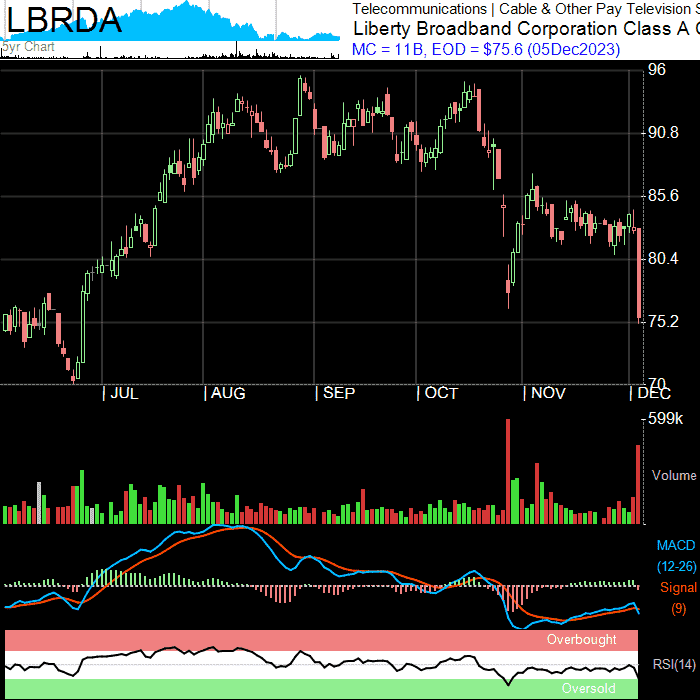 LBRDA
5yr Chart
Telecommunications | Cable & Other Pay Television S
Liberty Broadband Corporation Class A
MC = 11B, EOD = $75.6 (05Dec2023)
96
90.8
85.6
80.4
75.2
70
| JUL | AUG | SEP | OCT | NOV | DEC
599k
Volume
MACD
(12-26)
Signal
(9)
Overbought
RSI(14)
Oversold